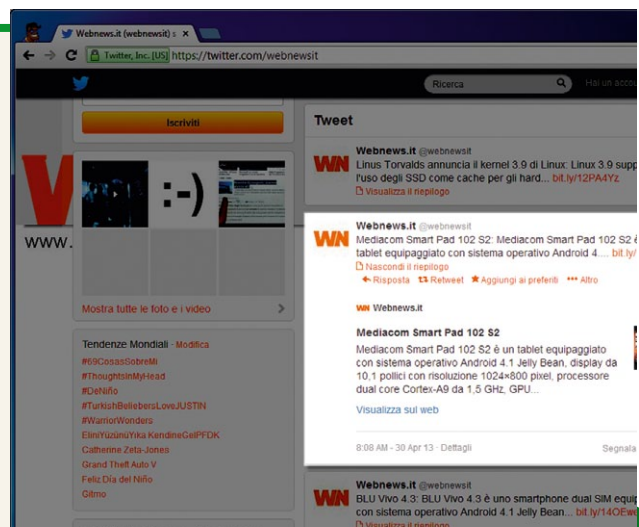 Webnews.it (webnewsit) s
Twitter, Inc. [US] https://twitter.com/webnewsit
Ricerca
Hai un accou
Iscriviti
:-)
WWW.
Mostra tutte le foto e i video
Tendenze Mondiali · Modifica
#69CosasSobreMi
#ThoughtsInMyHead
#DeNiño
#TurkishBeliebersLoveJUSTIN
#WarriorWonders
EliniYüzünüYıka KendineGelPFDK
Catherine Zeta-Jones
Grand Theft Auto V
Feliz Día del Niño
Gitmo
Tweet
WN
Webnews.it @webnewsit
Linus Torvalds annuncia il kernel 3.9 di Linux: Linux 3.9 supp
l'uso degli SSD come cache per gli hard... bit.ly/12PA4Yz
Visualizza il riepilogo
WN
Webnews.it @webnewsit
Mediacom Smart Pad 102 S2: Mediacom Smart Pad 102 S2 è
tablet equipaggiato con sistema operativo Android 4.... bit.ly/
Nascondi il riepilogo
Risposta Retweet Aggiungi ai preferiti Altro
WN Webnews.it
Mediacom Smart Pad 102 S2
Mediacom Smart Pad 102 S2 è un tablet equipaggiato
con sistema operativo Android 4.1 Jelly Bean, display da
10,1 pollici con risoluzione 1024×800 pixel, processore
dual core Cortex-A9 da 1,5 GHz, GPU...
Visualizza sul web
8:08 AM - 30 Apr 13 · Dettagli
Segnala
WN
Webnews.it @webnewsit
BLU Vivo 4.3: BLU Vivo 4.3 è uno smartphone dual SIM equip
con sistema operativo Android 4.1 Jelly Bean... bit.ly/14OEw
Visualizza il riepilogo